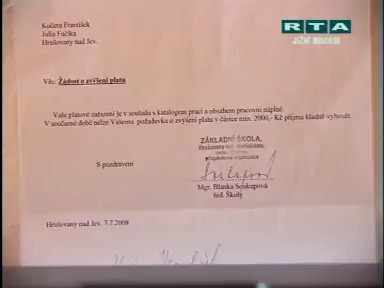 Kučera František
Julia Fučíka
Hrušovany nad Jev.
RTA
JIŽNÍ MORAVA
Věc: Žádost o zvýšení platu
Vaše platové zařazení je v souladu s katalogem prací a obsahem pracovní náplně.
V současné době nelze Vašemu požadavku o zvýšení platu v částce min. 2000,- Kč příjmu kladně vyhovět.
ZÁKLADNÍ ŠKOLA,
S pozdravem
Mgr. Blanka Soukupová
řed. Školy
Hrušovany nad Jev. 7.7.2008